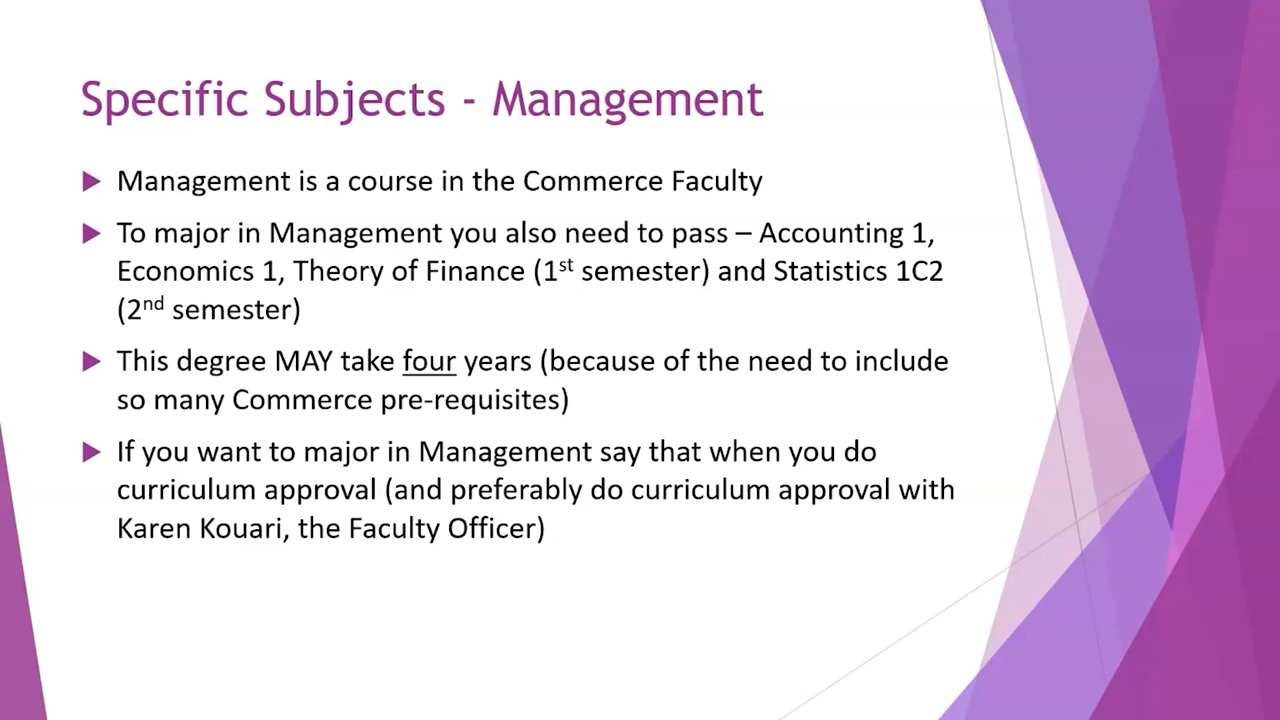 Specific Subjects - Management
Management is a course in the Commerce Faculty
To major in Management you also need to pass – Accounting 1,
Economics 1, Theory of Finance (1st semester) and Statistics 1C2
(2nd semester)
This degree MAY take four years (because of the need to include
so many Commerce pre-requisites)
If you want to major in Management say that when you do
curriculum approval (and preferably do curriculum approval with
Karen Kouari, the Faculty Officer)